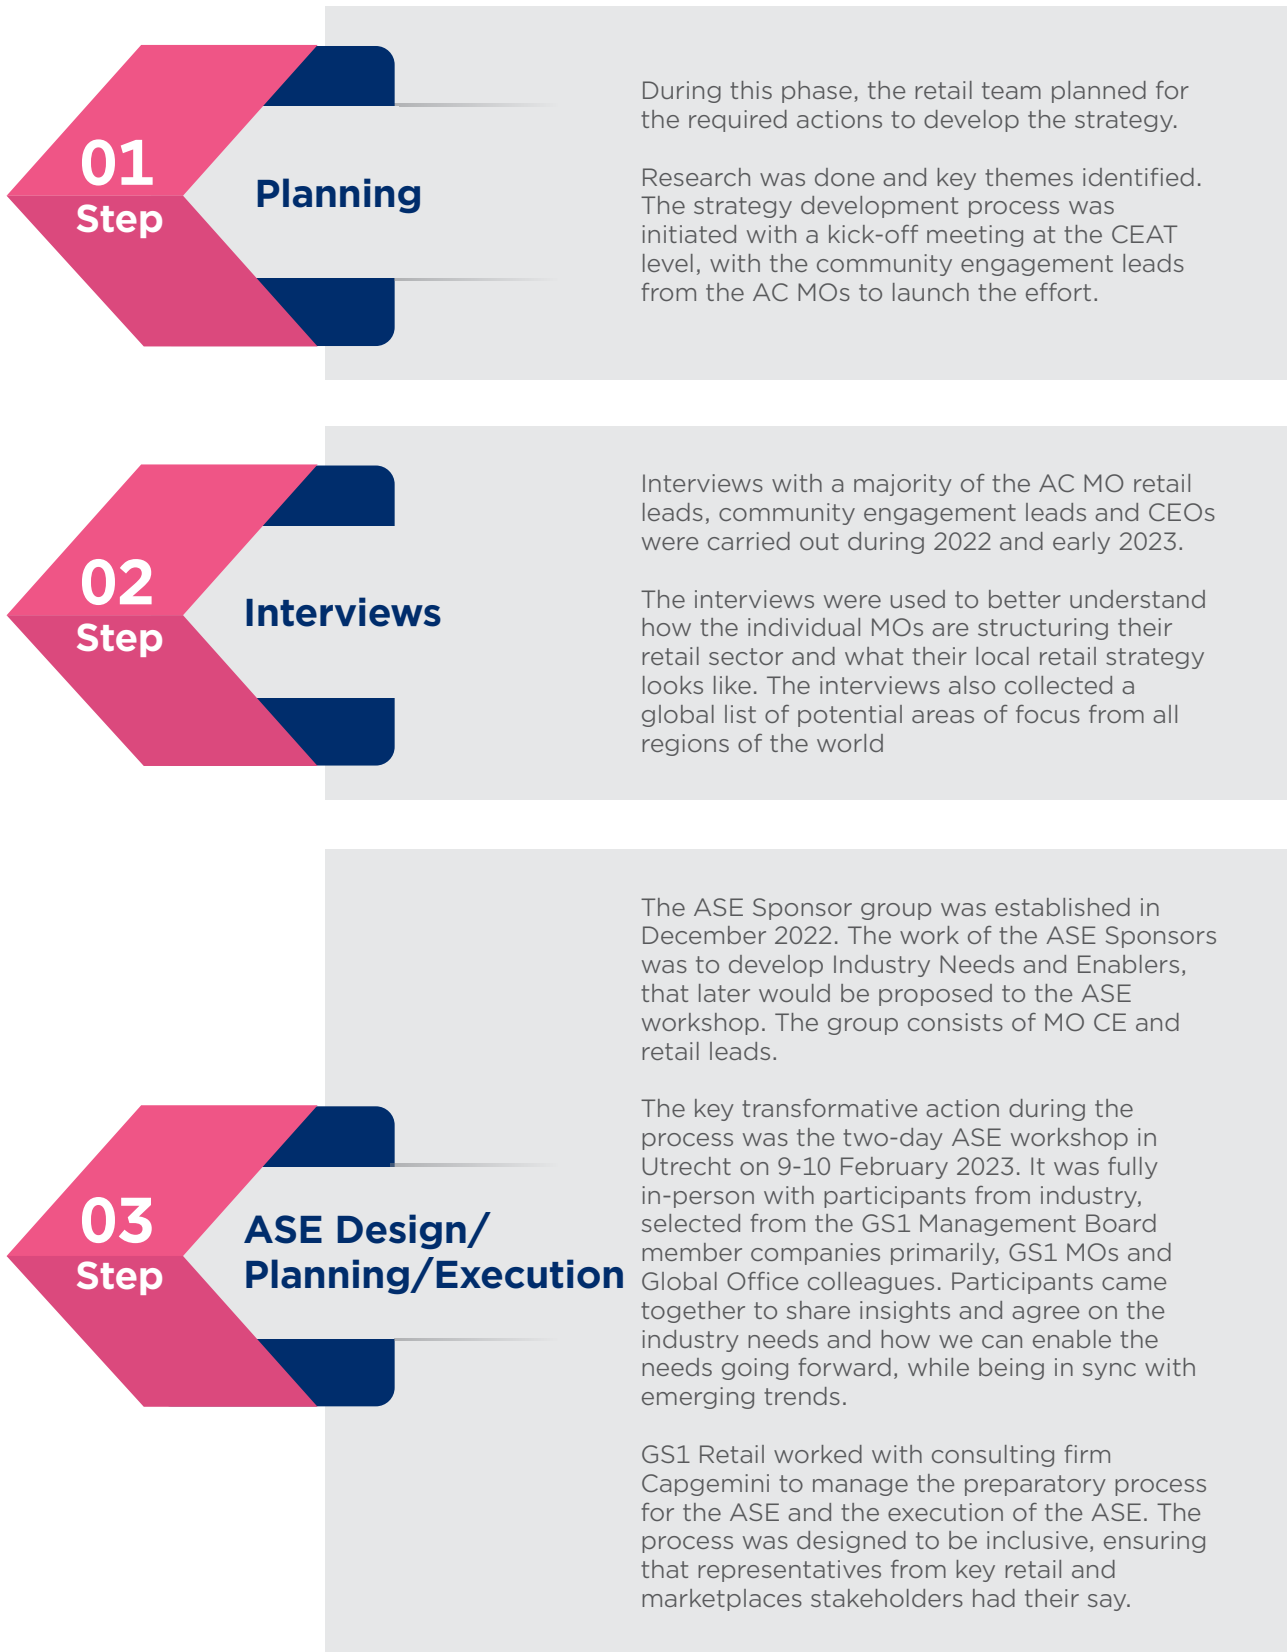 01
Step
Planning
During this phase, the retail team planned for
the required actions to develop the strategy.
Research was done and key themes identified.
The strategy development process was
initiated with a kick-off meeting at the CEAT
level, with the community engagement leads
from the AC MOs to launch the effort.
02
Step
Interviews
Interviews with a majority of the AC MO retail
leads, community engagement leads and CEOs
were carried out during 2022 and early 2023.
The interviews were used to better understand
how the individual MOs are structuring their
retail sector and what their local retail strategy
looks like. The interviews also collected a
global list of potential areas of focus from all
regions of the world
03
Step
ASE Design/
Planning/Execution
The ASE Sponsor group was established in
December 2022. The work of the ASE Sponsors
was to develop Industry Needs and Enablers,
that later would be proposed to the ASE
workshop. The group consists of MO CE and
retail leads.
The key transformative action during the
process was the two-day ASE workshop in
Utrecht on 9-10 February 2023. It was fully
in-person with participants from industry,
selected from the GS1 Management Board
member companies primarily, GS1 MOs and
Global Office colleagues. Participants came
together to share insights and agree on the
industry needs and how we can enable the
needs going forward, while being in sync with
emerging trends.
GS1 Retail worked with consulting firm
Capgemini to manage the preparatory process
for the ASE and the execution of the ASE. The
process was designed to be inclusive, ensuring
that representatives from key retail and
marketplaces stakeholders had their say.